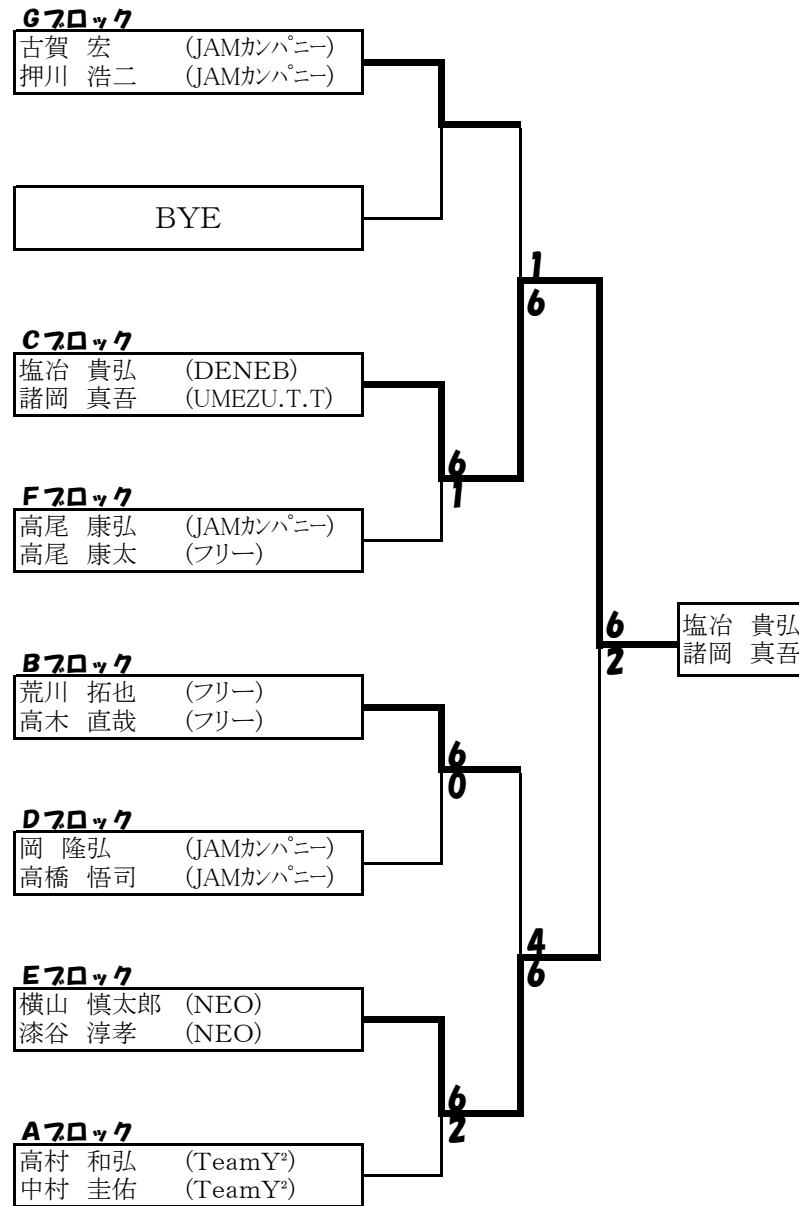 Gブロック
古賀 宏 (JAMカンパニー)
押川 浩二 (JAMカンパニー)
BYE
1
6
Cブロック
塩冶 貴弘 (DENEB)
諸岡 真吾 (UMEZU.T.T)
6
1
Fブロック
高尾 康弘 (JAMカンパニー)
高尾 康太 (フリー)
6
2
塩冶 貴弘
諸岡 真吾
Bブロック
荒川 拓也 (フリー)
高木 直哉 (フリー)
6
0
Dブロック
岡 隆弘 (JAMカンパニー)
高橋 悟司 (JAMカンパニー)
4
6
Eブロック
横山 慎太郎 (NEO)
漆谷 淳孝 (NEO)
6
2
Aブロック
高村 和弘 (TeamY²)
中村 圭佑 (TeamY²)